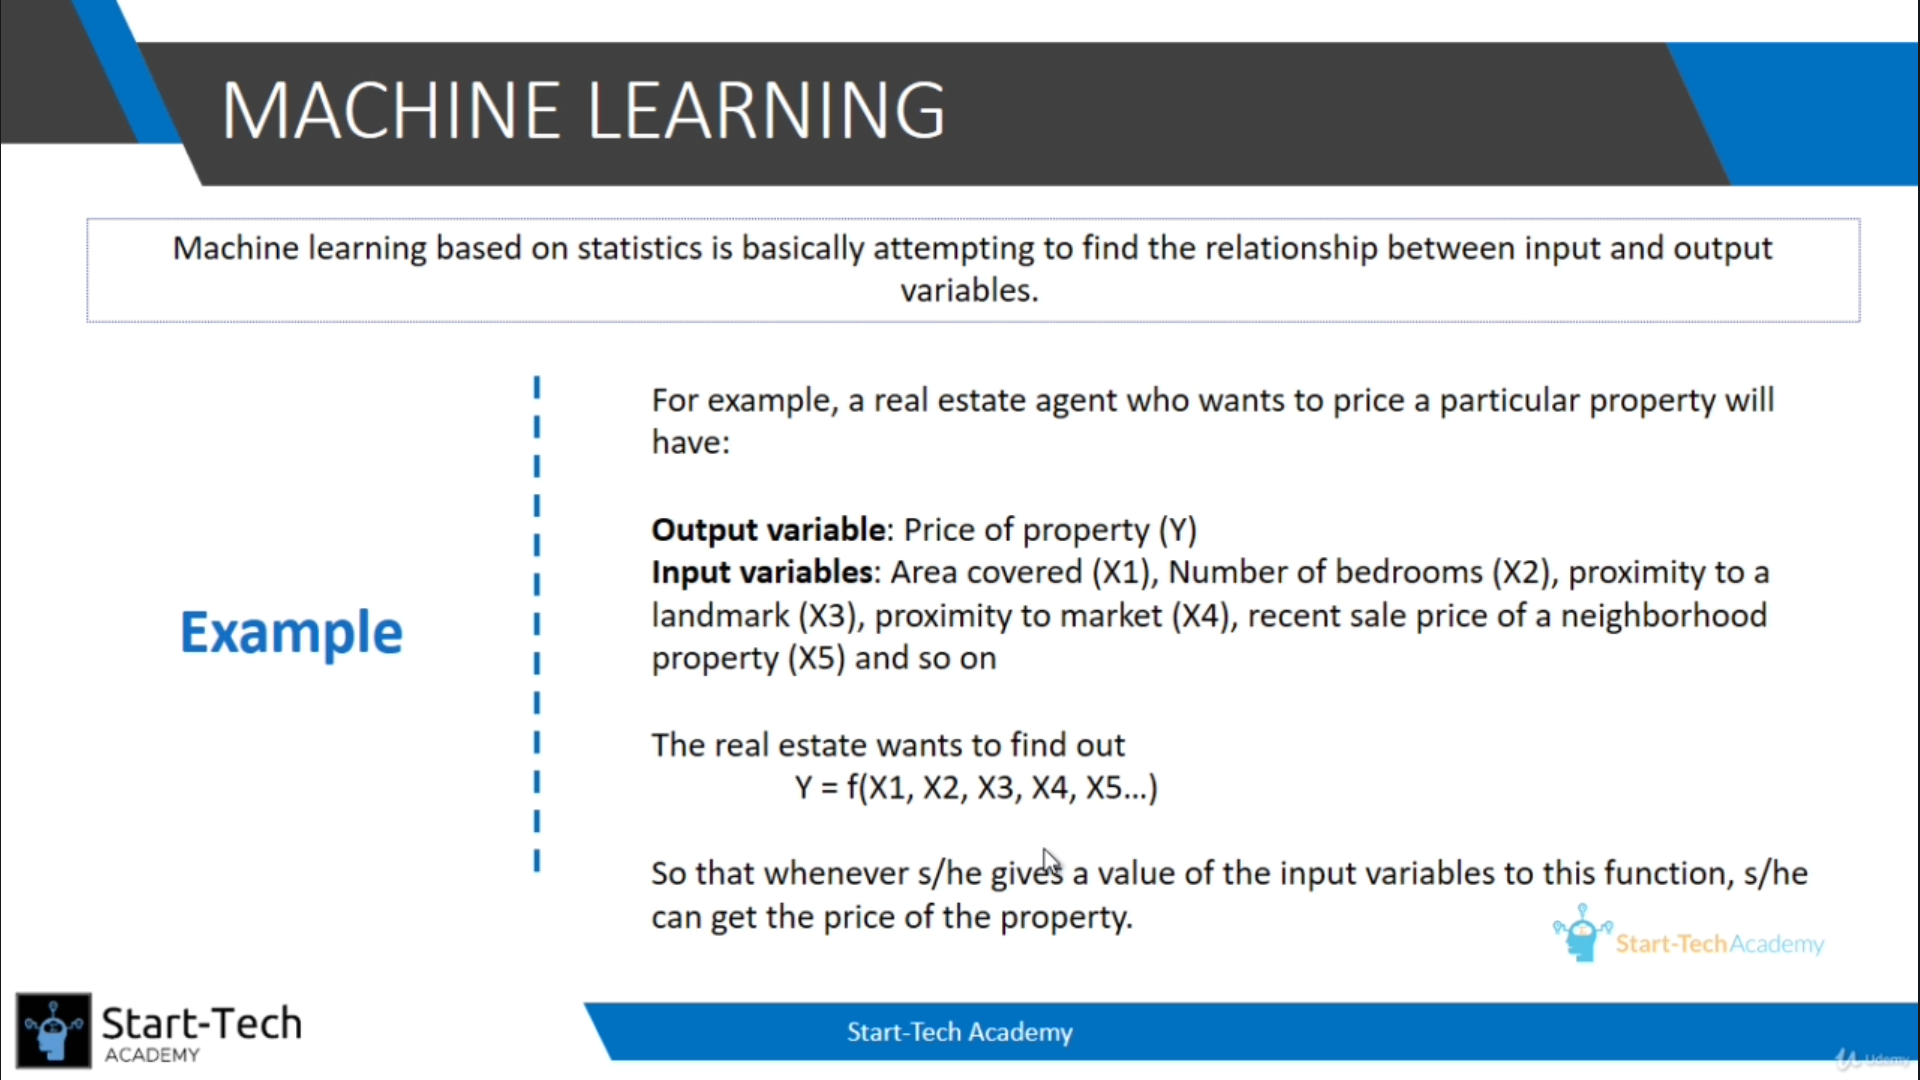 MACHINE LEARNING
Machine learning based on statistics is basically attempting to find the relationship between input and output
variables.
Example
For example, a real estate agent who wants to price a particular property will
have:
Output variable: Price of property (Y)
Input variables: Area covered (X1), Number of bedrooms (X2), proximity to a
landmark (X3), proximity to market (X4), recent sale price of a neighborhood
property (X5) and so on
The real estate wants to find out
Y = f(X1, X2, X3, X4, X5...)
So that whenever s/he gives a value of the input variables to this function, s/he
can get the price of the property.
Start-TechAcademy
Start-Tech
ACADEMY
Start-Tech Academy
Udemy